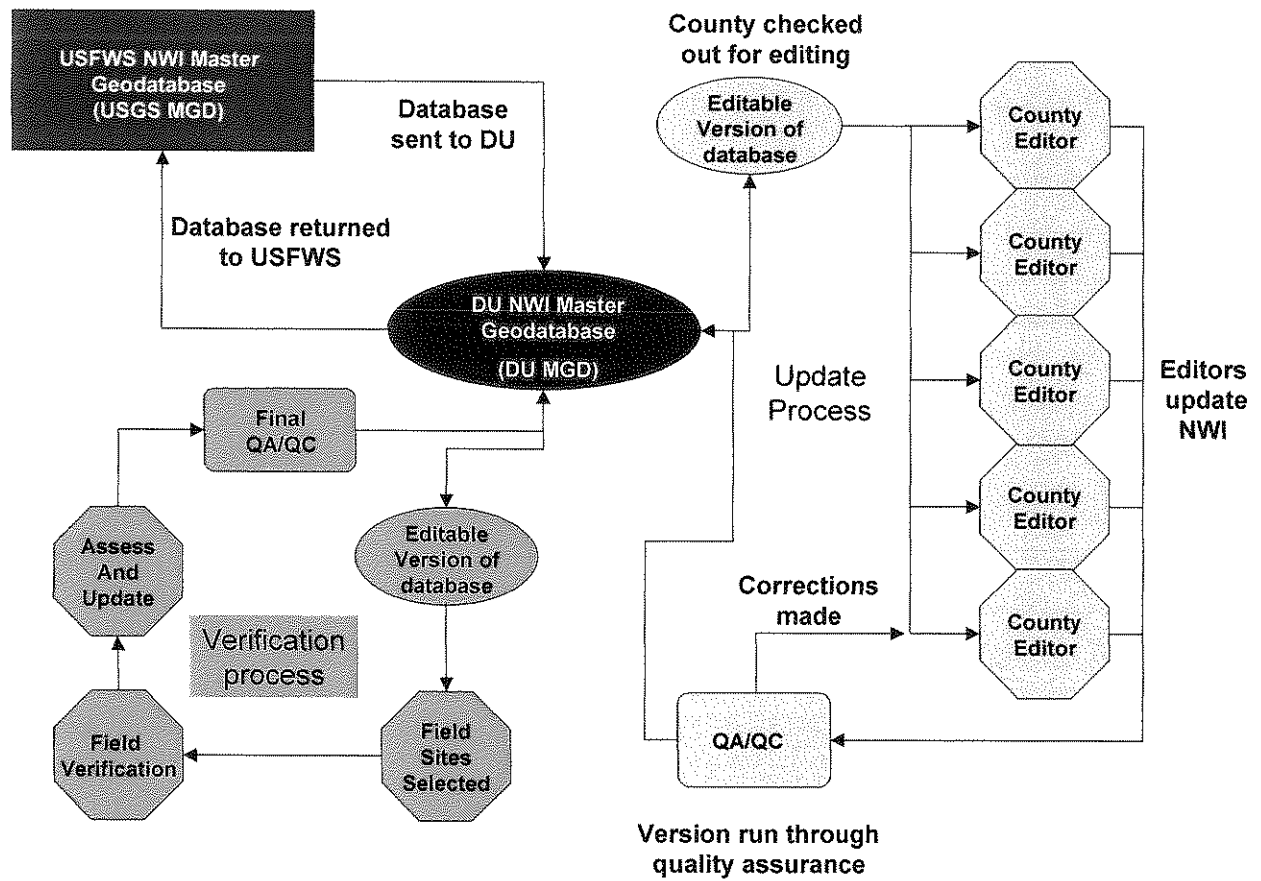 USFWS NWI Master
Geodatabase
(USGS MGD)
Database
sent to DU
Database returned
to USFWS
DU NWI Master
Geodatabase
(DU MGD)
County checked
out for editing
Editable
Version of
database
County
Editor
County
Editor
County
Editor
County
Editor
County
Editor
Editors
update
NWI
Update
Process
Corrections
made
QA/QC
Version run through
quality assurance
Final
QA/QC
Editable
Version of
database
Assess
And
Update
Verification
process
Field
Verification
Field
Sites
Selected